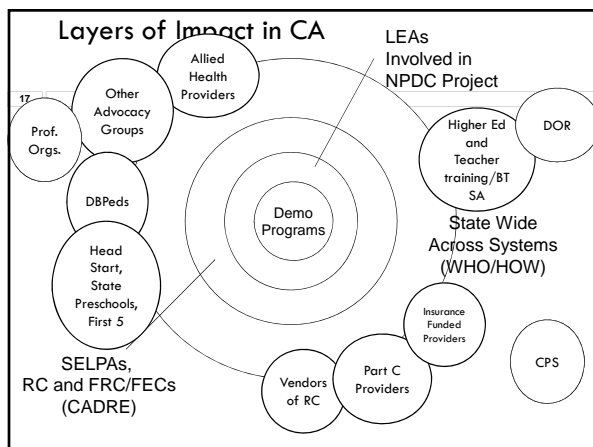 Layers of Impact in CA
17
LEAs
Involved in
NPDC Project
Allied
Health
Providers
Other
Advocacy
Groups
Prof.
Orgs.
Higher Ed
and
Teacher
training/BT
SA
DOR
DBPeds
Demo
Programs
State Wide
Across Systems
(WHO/HOW)
Head
Start,
State
Preschools,
First 5
Insurance
Funded
Providers
SELPAs,
RC and FRC/FECs
(CADRE)
Vendors
of RC
Part C
Providers
CPS